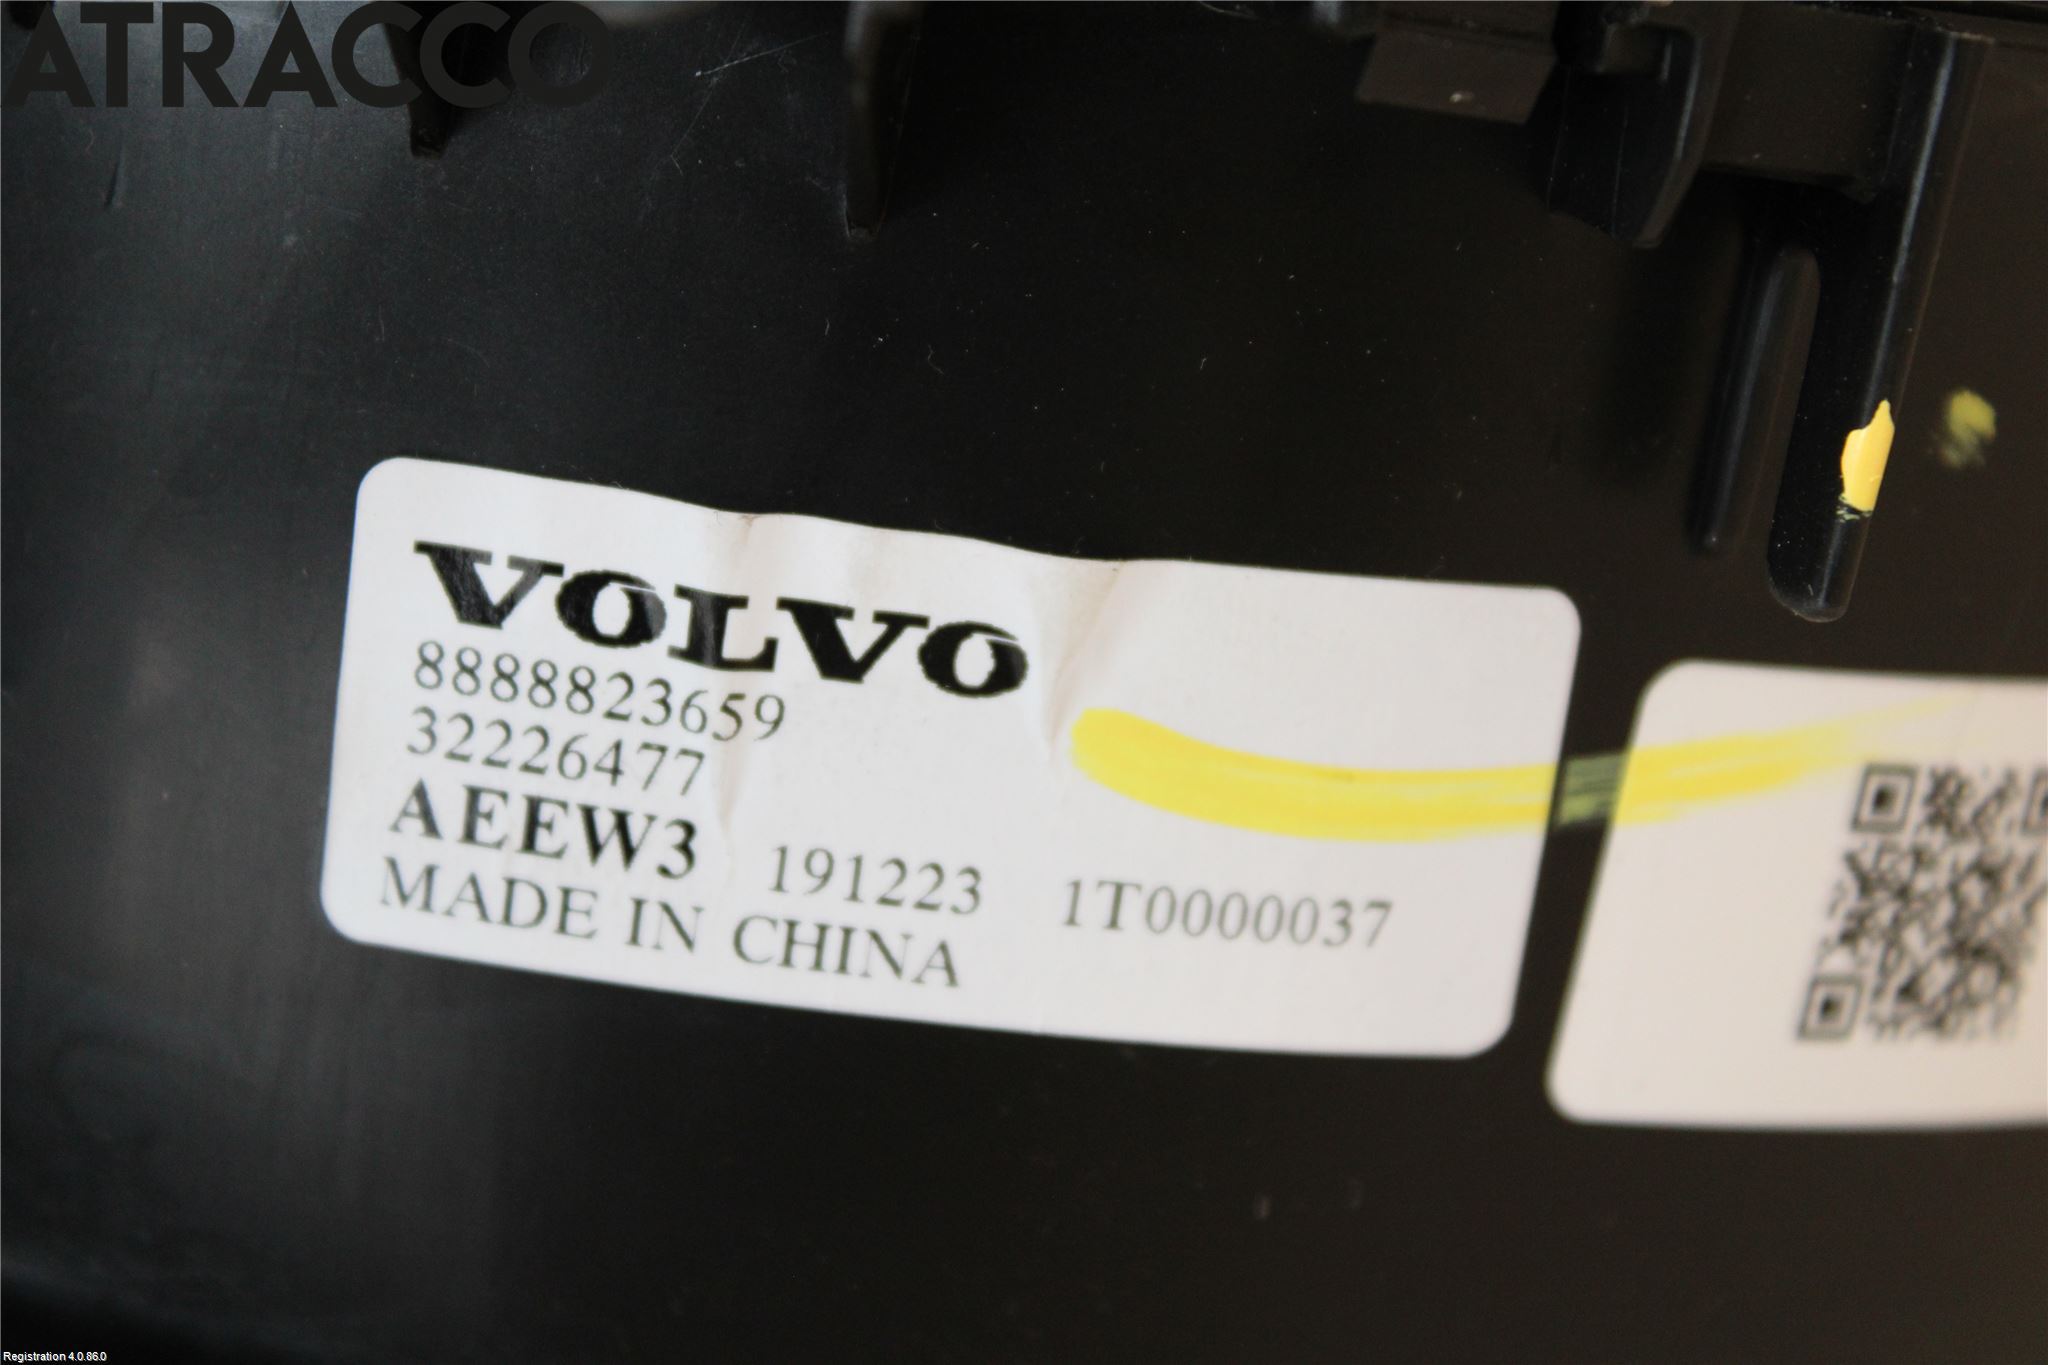 ATRACCO
VOLVO
8888823659
32226477
AEEW3 191223 1T0000037
MADE IN CHINA
Registration 4.0.86.0